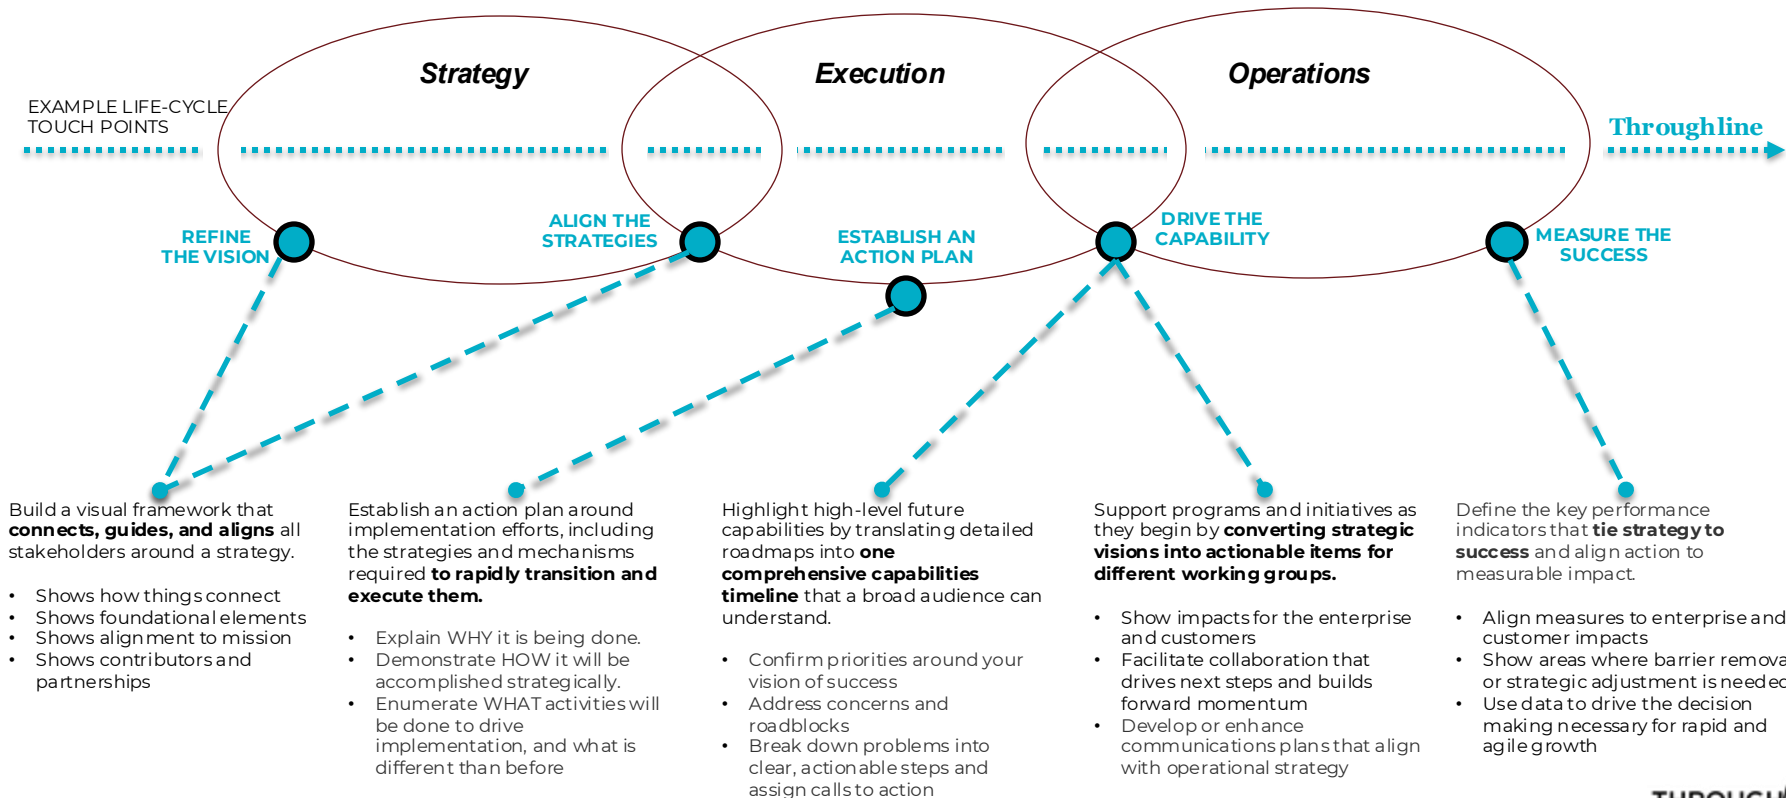 Strategy
Execution
Operations
EXAMPLE LIFE-CYCLE
TOUCH POINTS
Throughline
REFINE
THE VISION
ALIGN THE
STRATEGIES
ESTABLISH AN
ACTION PLAN
DRIVE THE
CAPABILITY
MEASURE THE
SUCCESS
Build a visual framework that
connects, guides, and aligns all
stakeholders around a strategy.
• Shows how things connect
• Shows foundational elements
• Shows alignment to mission
• Shows contributors and
partnerships
Establish an action plan around
implementation efforts, including
the strategies and mechanisms
required to rapidly transition and
execute them.
• Explain WHY it is being done.
• Demonstrate HOW it will be
accomplished strategically.
• Enumerate WHAT activities will
be done to drive
implementation, and what is
different than before
Highlight high-level future
capabilities by translating detailed
roadmaps into one
comprehensive capabilities
timeline that a broad audience can
understand.
• Confirm priorities around your
vision of success
• Address concerns and
roadblocks
• Break down problems into
clear, actionable steps and
assign calls to action
Support programs and initiatives as
they begin by converting strategic
visions into actionable items for
different working groups.
• Show impacts for the enterprise
and customers
• Facilitate collaboration that
drives next steps and builds
forward momentum
• Develop or enhance
communications plans that align
with operational strategy
Define the key performance
indicators that tie strategy to
success and align action to
measurable impact.
• Align measures to enterprise and
customer impacts
• Show areas where barrier remova
or strategic adjustment is needed
• Use data to drive the decision
making necessary for rapid and
agile growth